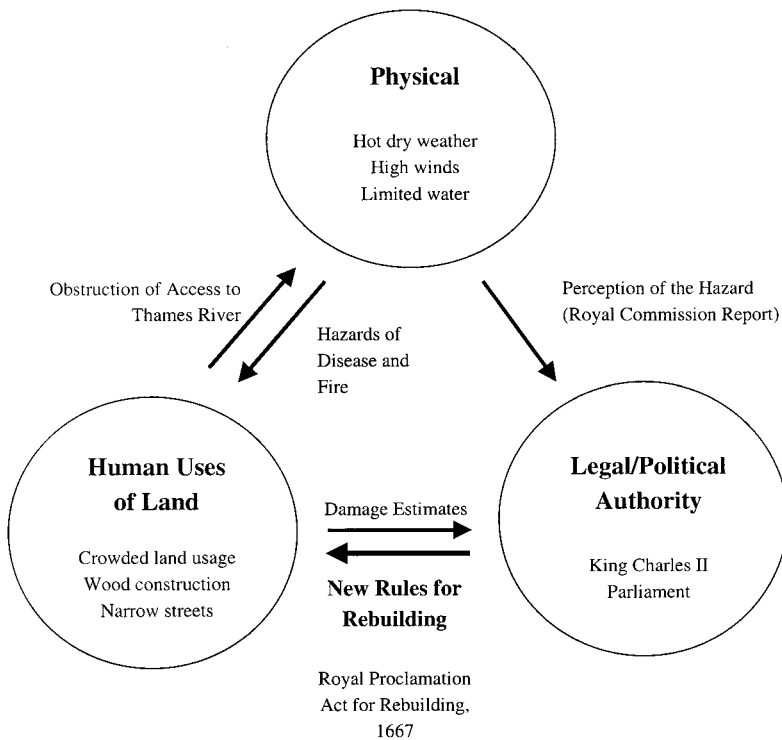 Physical
Hot dry weather
High winds
Limited water
Obstruction of Access to
Thames River
Hazards of
Disease and
Fire
Perception of the Hazard
(Royal Commission Report)
Human Uses
of Land
Crowded land usage
Wood construction
Narrow streets
Damage Estimates
New Rules for
Rebuilding
Royal Proclamation
Act for Rebuilding,
1667
Legal/Political
Authority
King Charles II
Parliament